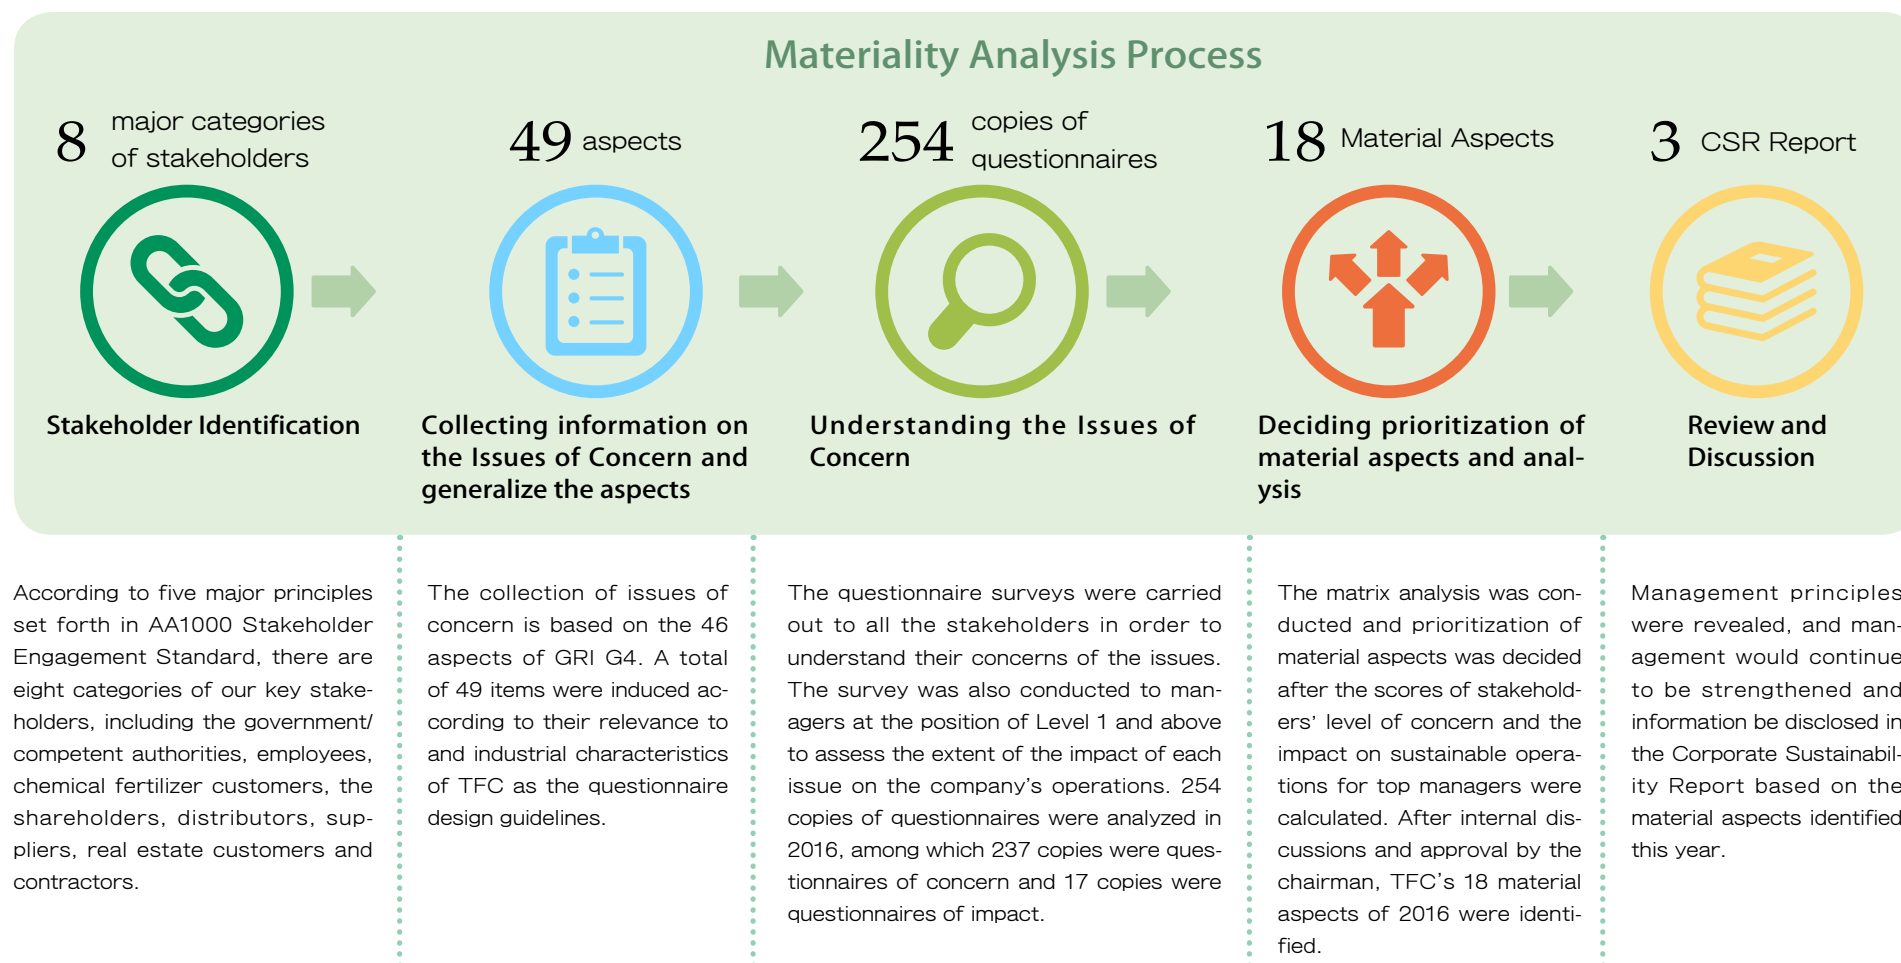 Materiality Analysis Process
8 major categories
of stakeholders
49 aspects
254 copies of
questionnaires
18 Material Aspects
3 CSR Report
Stakeholder Identification
Collecting information on
the Issues of Concern and
generalize the aspects
Understanding the Issues of
Concern
Deciding prioritization of
material aspects and anal-
ysis
Review and
Discussion
According to five major principles
set forth in AA1000 Stakeholder
Engagement Standard, there are
eight categories of our key stake-
holders, including the government/
competent authorities, employees,
chemical fertilizer customers, the
shareholders, distributors, sup-
pliers, real estate customers and
contractors.
The collection of issues of
concern is based on the 46
aspects of GRI G4. A total
of 49 items were induced ac-
cording to their relevance to
and industrial characteristics
of TFC as the questionnaire
design guidelines.
The questionnaire surveys were carried
out to all the stakeholders in order to
understand their concerns of the issues.
The survey was also conducted to man-
agers at the position of Level 1 and above
to assess the extent of the impact of each
issue on the company's operations. 254
copies of questionnaires were analyzed in
2016, among which 237 copies were ques-
tionnaires of concern and 17 copies were
questionnaires of impact.
The matrix analysis was con-
ducted and prioritization of
material aspects was decided
after the scores of stakehold-
ers' level of concern and the
impact on sustainable opera-
tions for top managers were
calculated. After internal dis-
cussions and approval by the
chairman, TFC's 18 material
aspects of 2016 were identi-
fied.
Management principles
were revealed, and man-
agement would continue
to be strengthened and
information be disclosed in
the Corporate Sustainabil-
ity Report based on the
material aspects identified
this year.